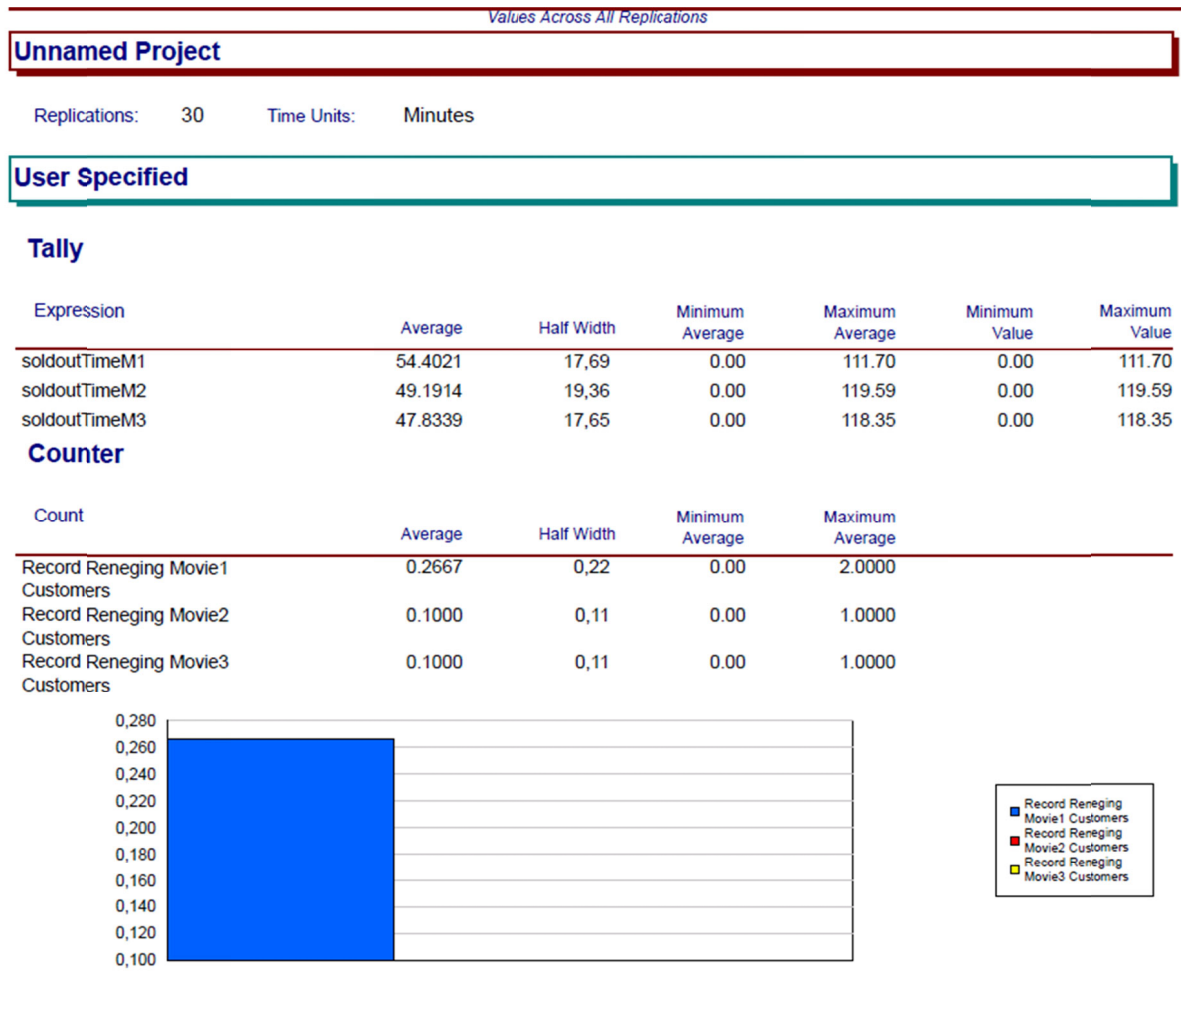 Values Across All Replications
Unnamed Project
Replications: 30 Time Units: Minutes
User Specified
Tally
Expression Average Half Width Minimum Average Maximum Average Minimum Value Maximum Value
soldoutTimeM1 54.4021 17,69 0.00 111.70 0.00 111.70
soldoutTimeM2 49.1914 19,36 0.00 119.59 0.00 119.59
soldoutTimeM3 47.8339 17,65 0.00 118.35 0.00 118.35
Counter
Count Average Half Width Minimum Average Maximum Average
Record Reneging Movie1 0.2667 0,22 0.00 2.0000
Customers
Record Reneging Movie2 0.1000 0,11 0.00 1.0000
Customers
Record Reneging Movie3 0.1000 0,11 0.00 1.0000
Customers
0,280
0,260
0,240
0,220
0,200
0,180
0,160
0,140
0,120
0,100
Record Reneging
Movie1 Customers
Record Reneging
Movie2 Customers
Record Reneging
Movie3 Customers